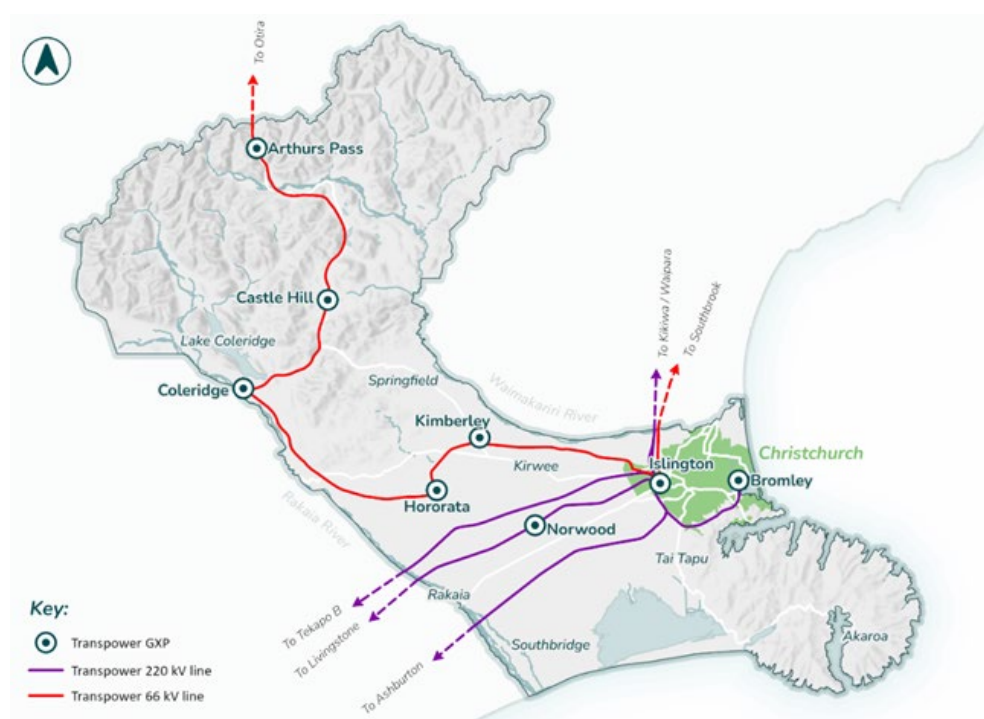 To Otira
Arthurs Pass
Castle Hill
To Kikiwa / Waipara
To Southbrook
Lake Coleridge
Coleridge
Springfield
Waimakariri River
Kimberley
Christchurch
Kirwee
Islington
Bromley
Hororata
Rakaia River
Norwood
Tai Tapu
Rakaia
To Tekapo B
To Livingstone
Southbridge
Akaroa
To Ashburton
Key:
Transpower GXP
Transpower 220 kV line
Transpower 66 kV line